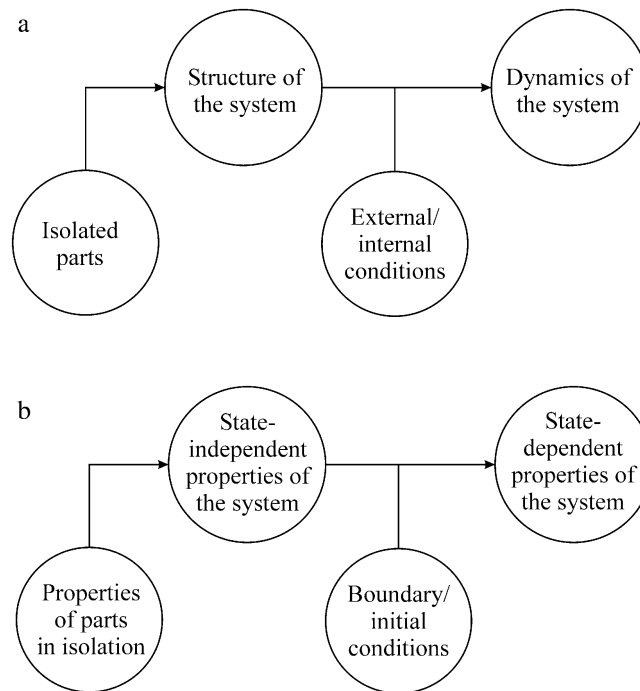 a
Structure of
the system
Dynamics of
the system
Isolated
parts
External/
internal
conditions
b
State-
independent
properties of
the system
State-
dependent
properties of
the system
Properties
of parts
in isolation
Boundary/
initial
conditions